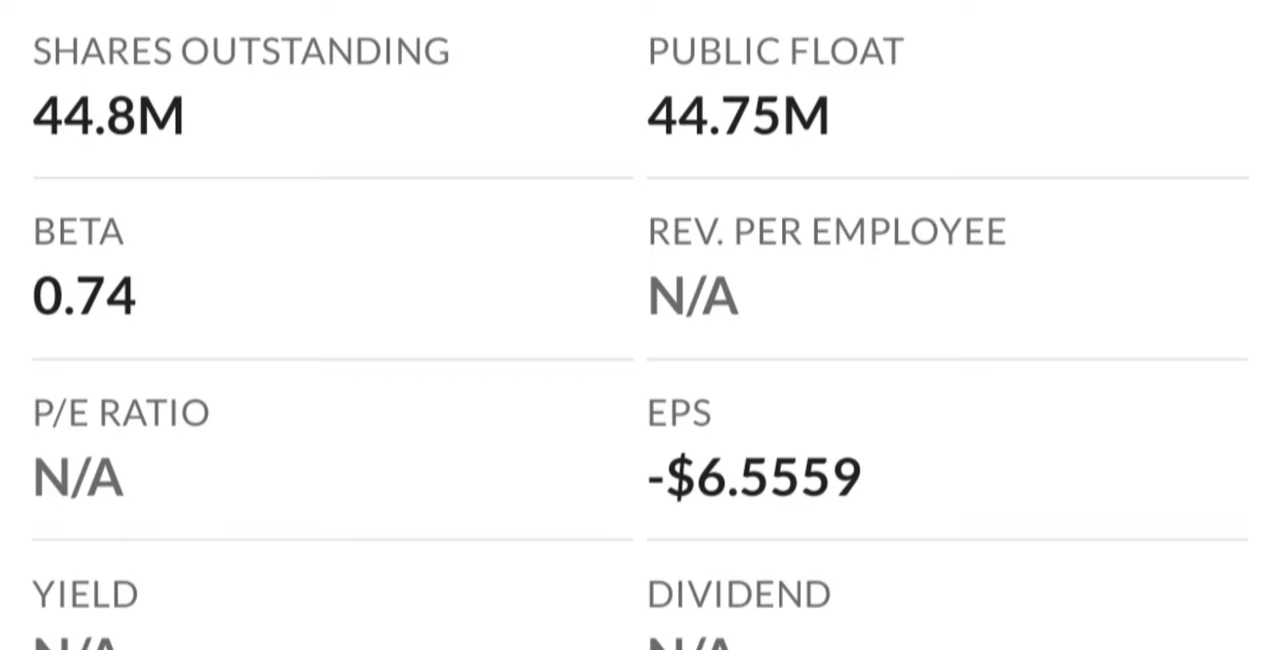 SHARES OUTSTANDING PUBLIC FLOAT
44.8M 44.75M
BETA REV. PER EMPLOYEE
0.74 N/A
P/E RATIO EPS
N/A -$6.5559
YIELD DIVIDEND
N/A N/A